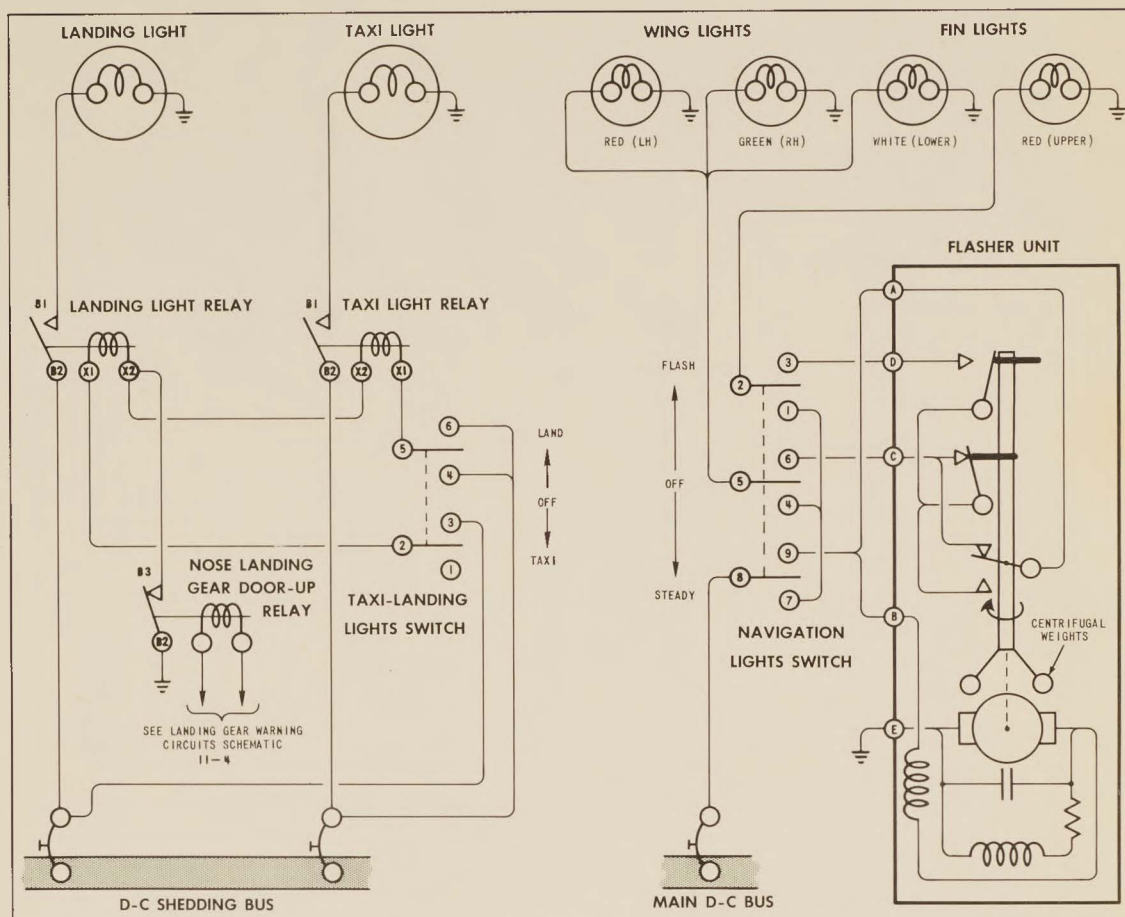 LANDING LIGHT
TAXI LIGHT
WING LIGHTS
FIN LIGHTS
RED (LH)
GREEN (RH)
WHITE (LOWER)
RED (UPPER)
FLASHER UNIT
B1
LANDING LIGHT RELAY
B2
X1
X2
B1
TAXI LIGHT RELAY
B2
X2
X1
6
5
4
3
2
1
LAND
OFF
TAXI
TAXI-LANDING
LIGHTS SWITCH
B3
B2
NOSE LANDING
GEAR DOOR-UP
RELAY
SEE LANDING GEAR WARNING
CIRCUITS SCHEMATIC
11-4
D-C SHEDDING BUS
FLASH
OFF
STEADY
3
2
1
6
5
4
9
8
7
NAVIGATION
LIGHTS SWITCH
MAIN D-C BUS
A
D
C
B
E
CENTRIFUGAL
WEIGHTS